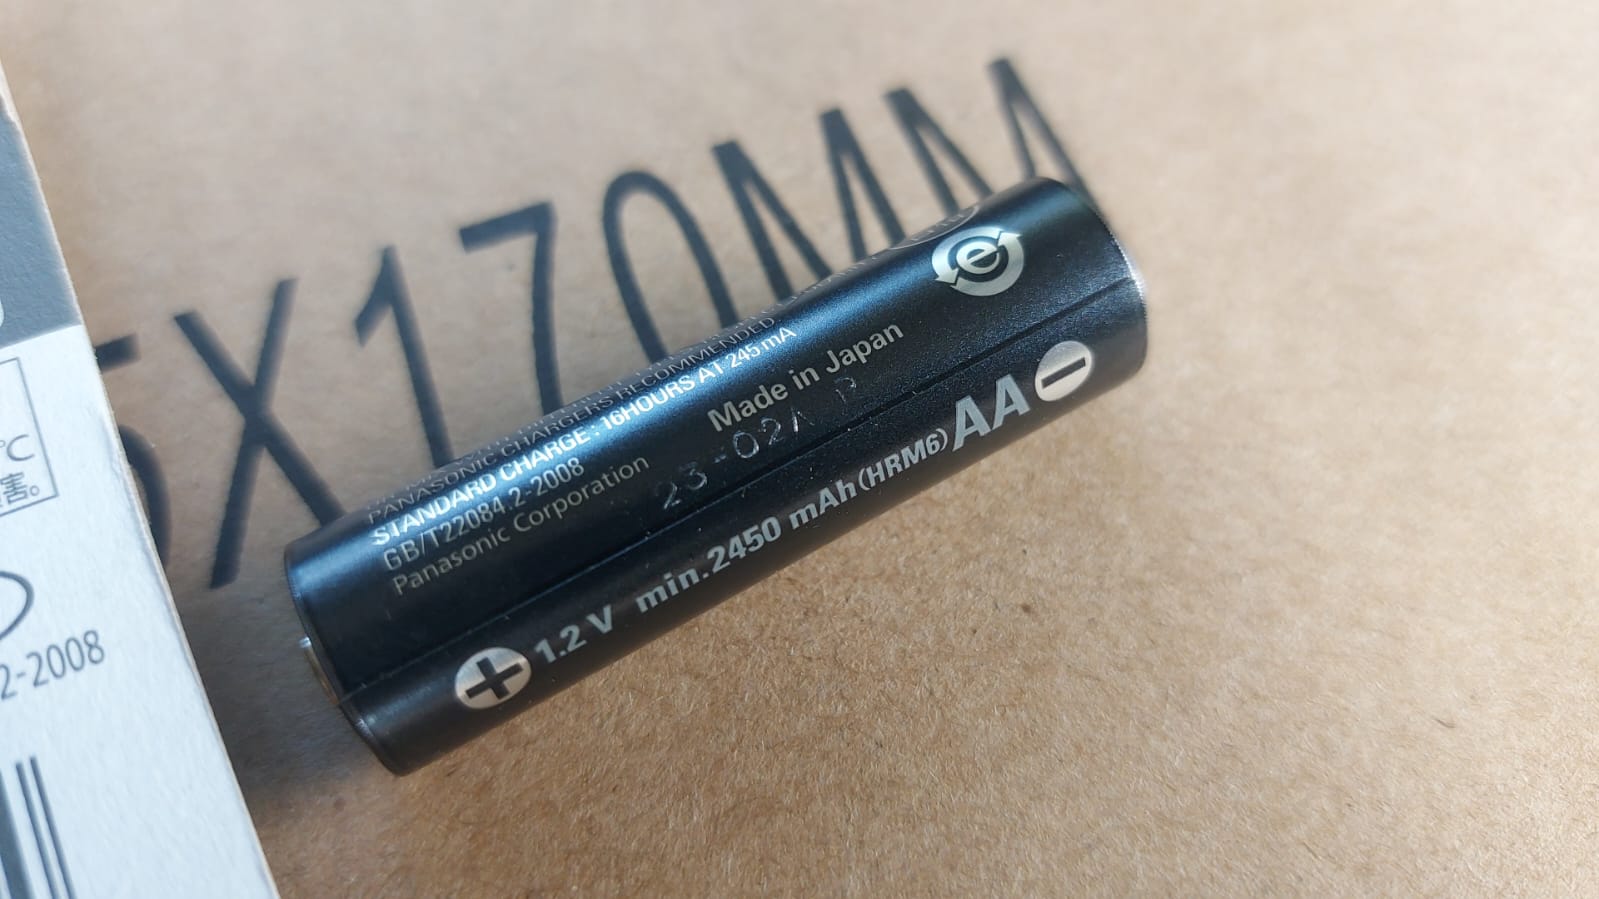 5X170MM
PANASONIC CHARGERS RECOMMENDED
STANDARD CHARGE : 16HOURS AT 245 mA
GB/T22084.2-2008
Panasonic Corporation
Made in Japan
23-02A P
e
+ 1.2 V min. 2450 mAh (HRM6) AA −
℃
害。
2-2008